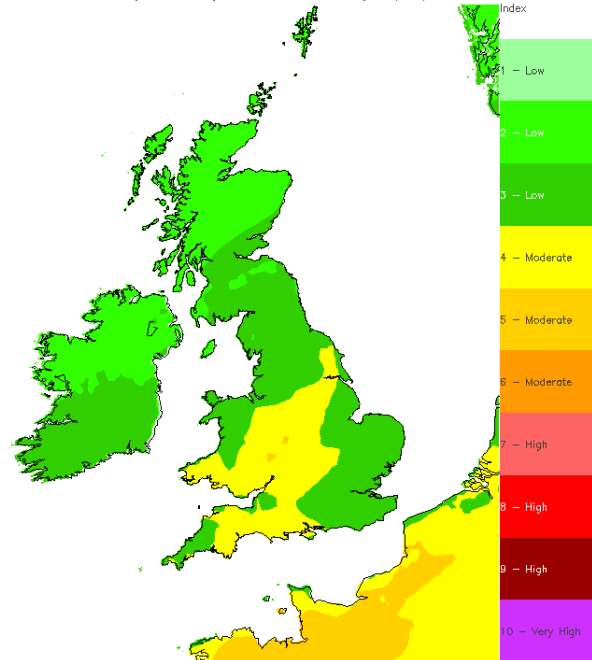 Index
1 - Low
2 - Low
3 - Low
4 - Moderate
5 - Moderate
6 - Moderate
7 - High
8 - High
9 - High
10 - Very High